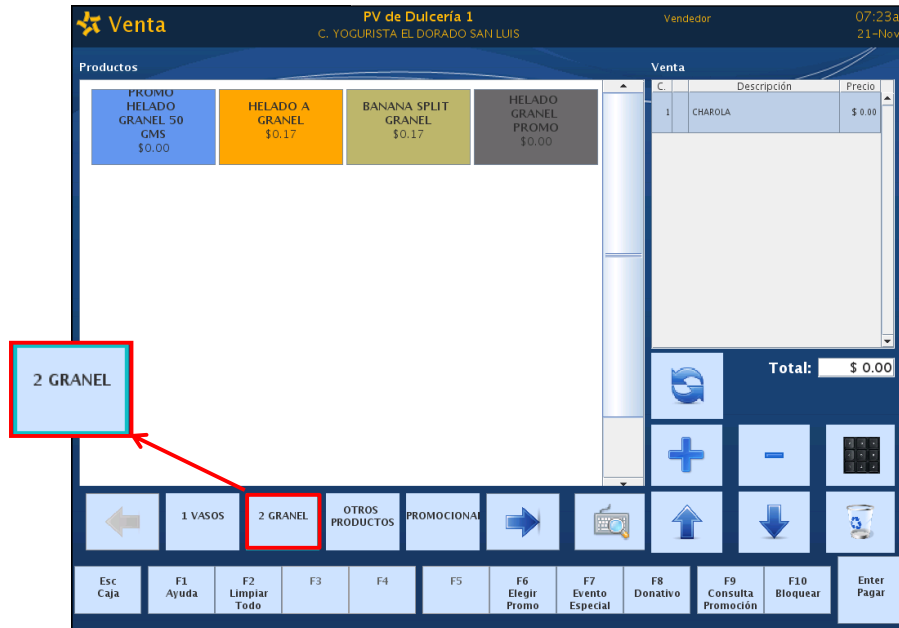 Venta
PV de Dulcería 1
C. YOGURISTA EL DORADO SAN LUIS
Vendedor
07:23a
21-Nov
Productos
PROMO
HELADO
GRANEL 50
GMS
$0.00
HELADO A
GRANEL
$0.17
BANANA SPLIT
GRANEL
$0.17
HELADO
GRANEL
PROMO
$0.00
Venta
C. Descripción Precio
1 CHAROLA $ 0.00
2 GRANEL
Total: $ 0.00
1 VASOS
2 GRANEL
OTROS
PRODUCTOS
PROMOCIONAL
Esc
Caja
F1
Ayuda
F2
Limpiar
Todo
F3
F4
F5
F6
Elegir
Promo
F7
Evento
Especial
F8
Donativo
F9
Consulta
Promoción
F10
Bloquear
Enter
Pagar